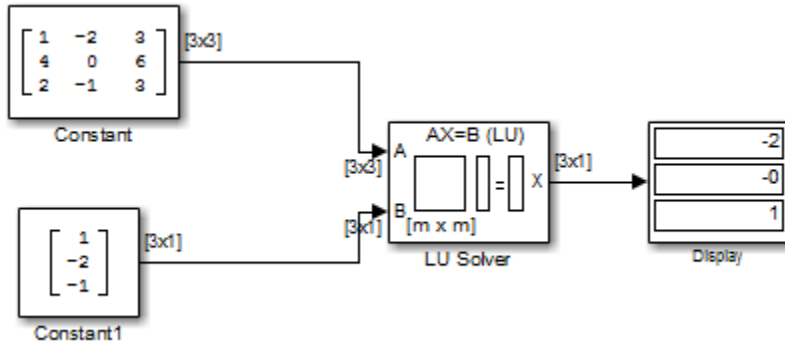 1 -2 3
4 0 6
2 -1 3
[3x3]
Constant
1
-2
-1
[3x1]
Constant1
AX=B (LU)
[3x3]
A
[3x1]
B
=
X
[m x m]
LU Solver
[3x1]
-2
-0
1
Display